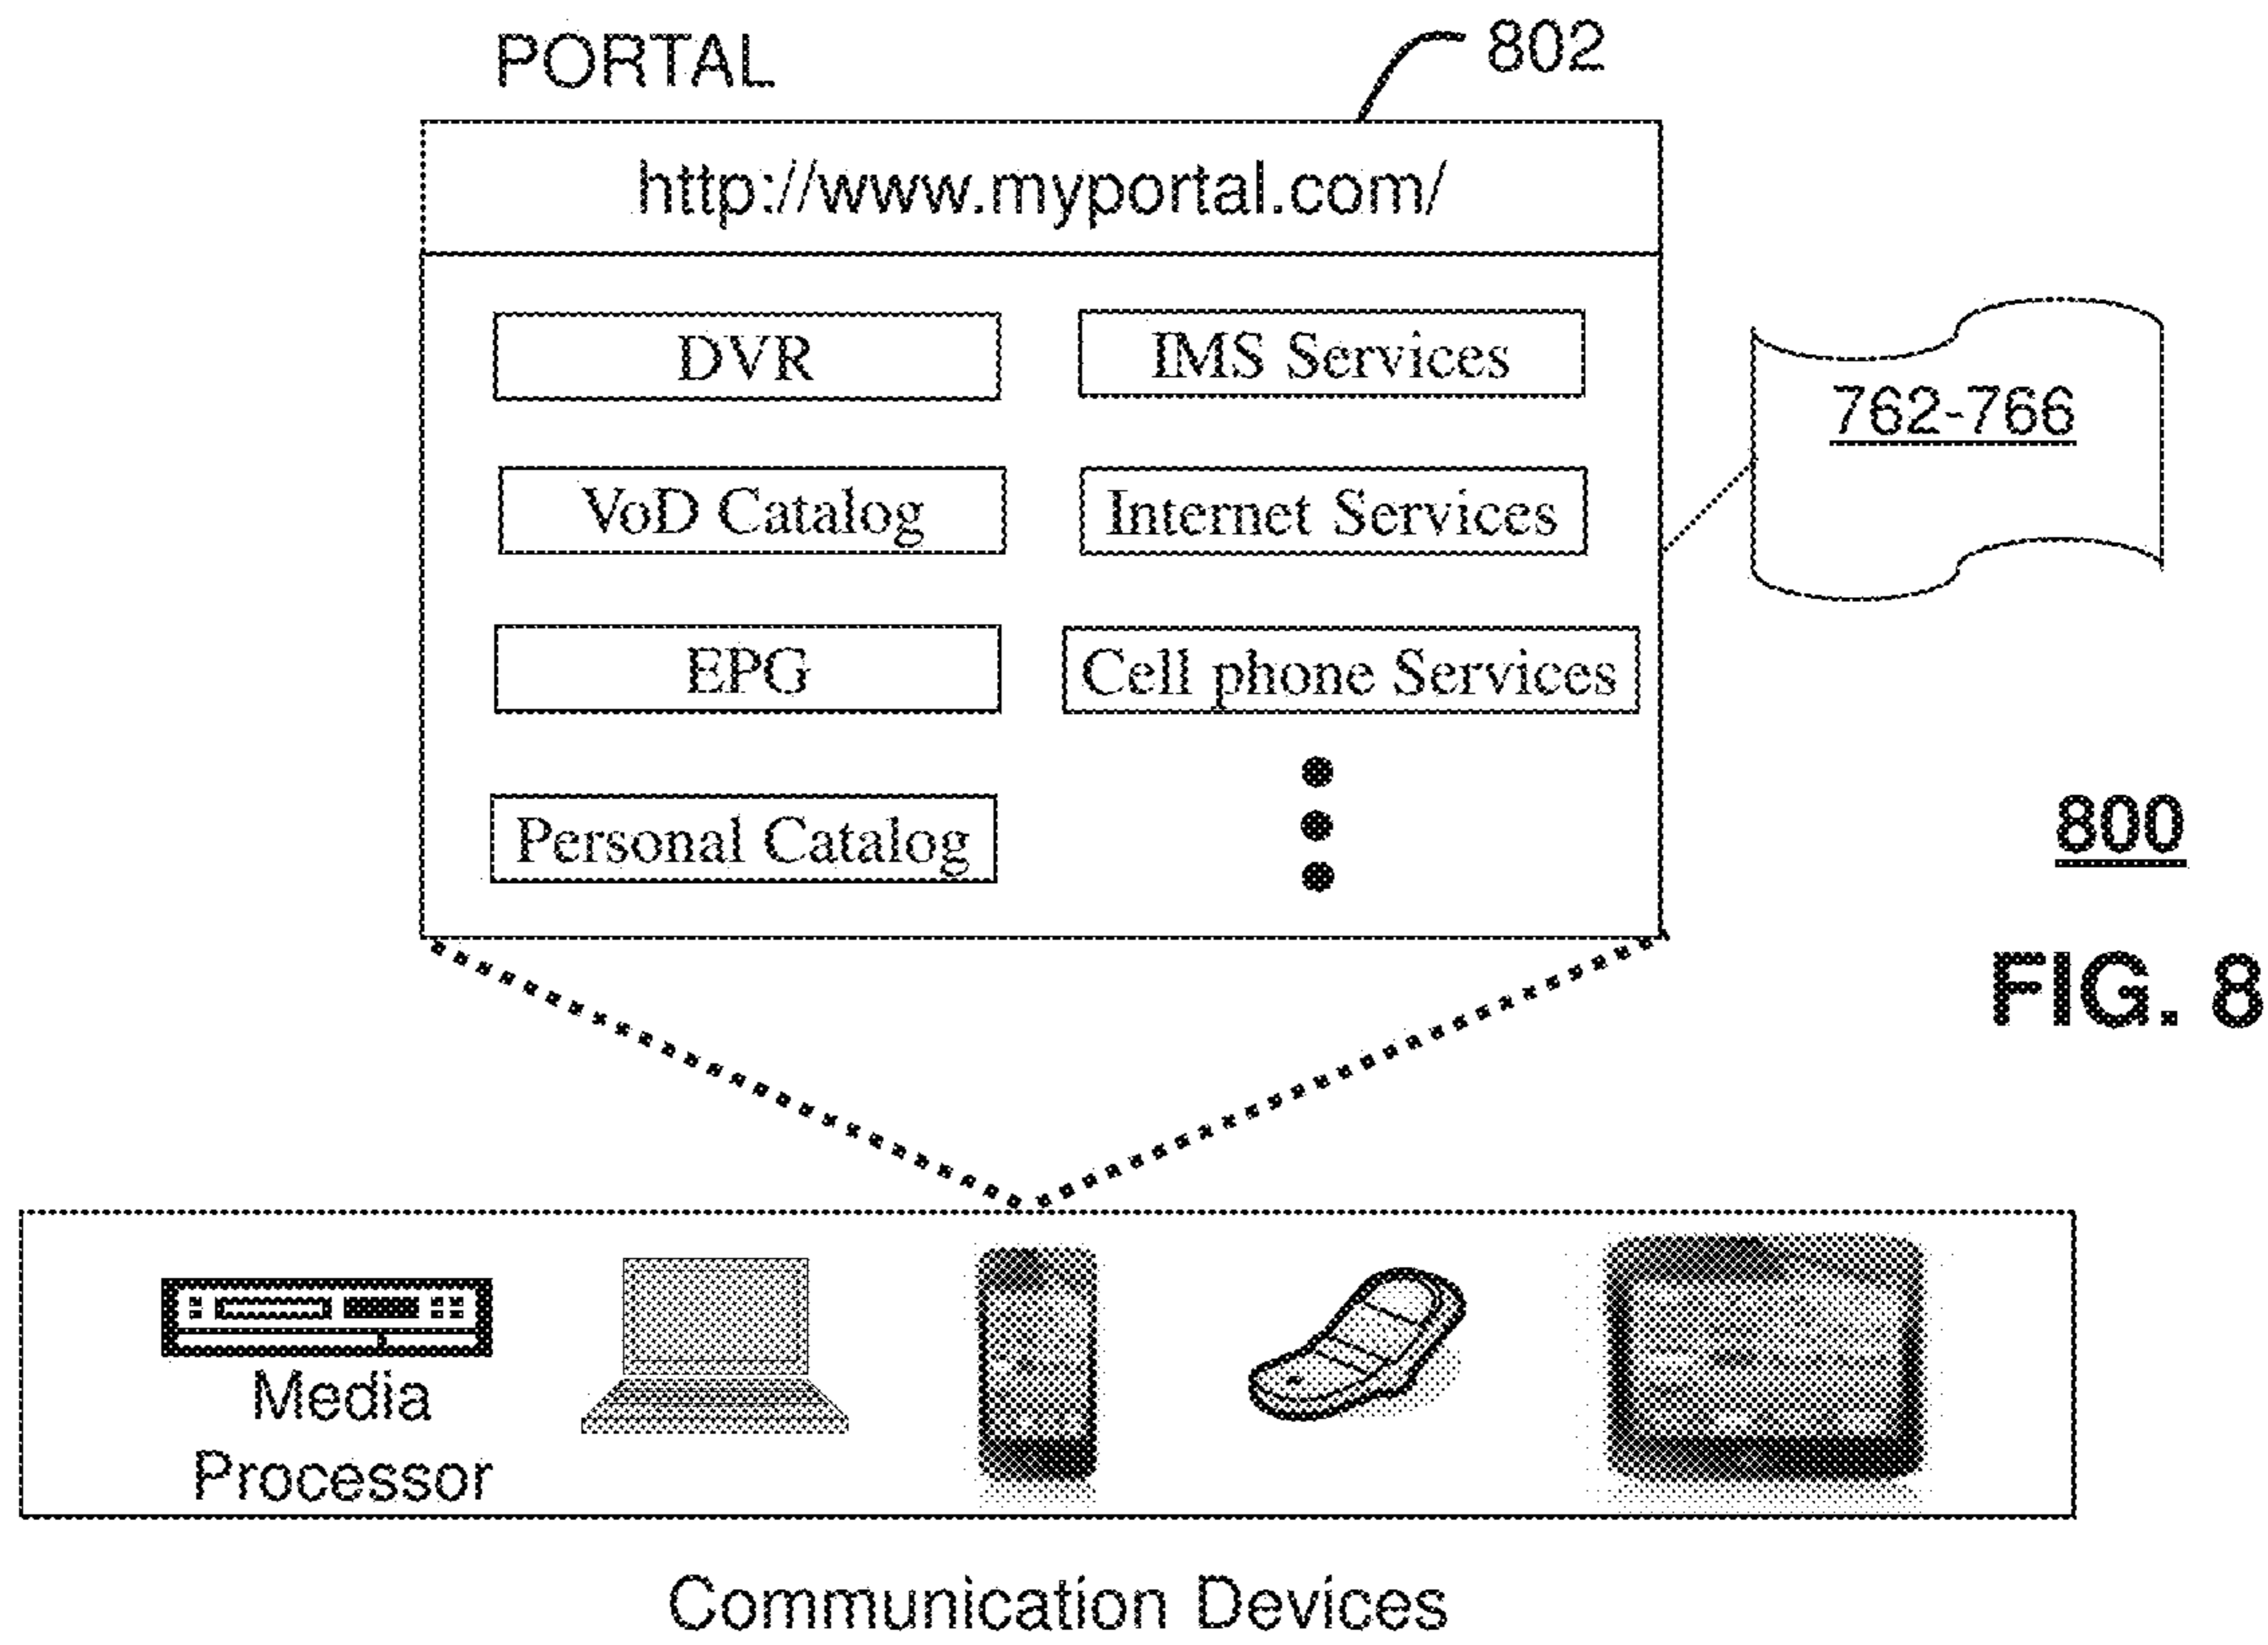 PORTAL
802
http://www.myportal.com/
DVR
IMS Services
762-766
VoD Catalog
Internet Services
EPG
Cell phone Services
Personal Catalog
800
FIG. 8
Media
Processor
Communication Devices